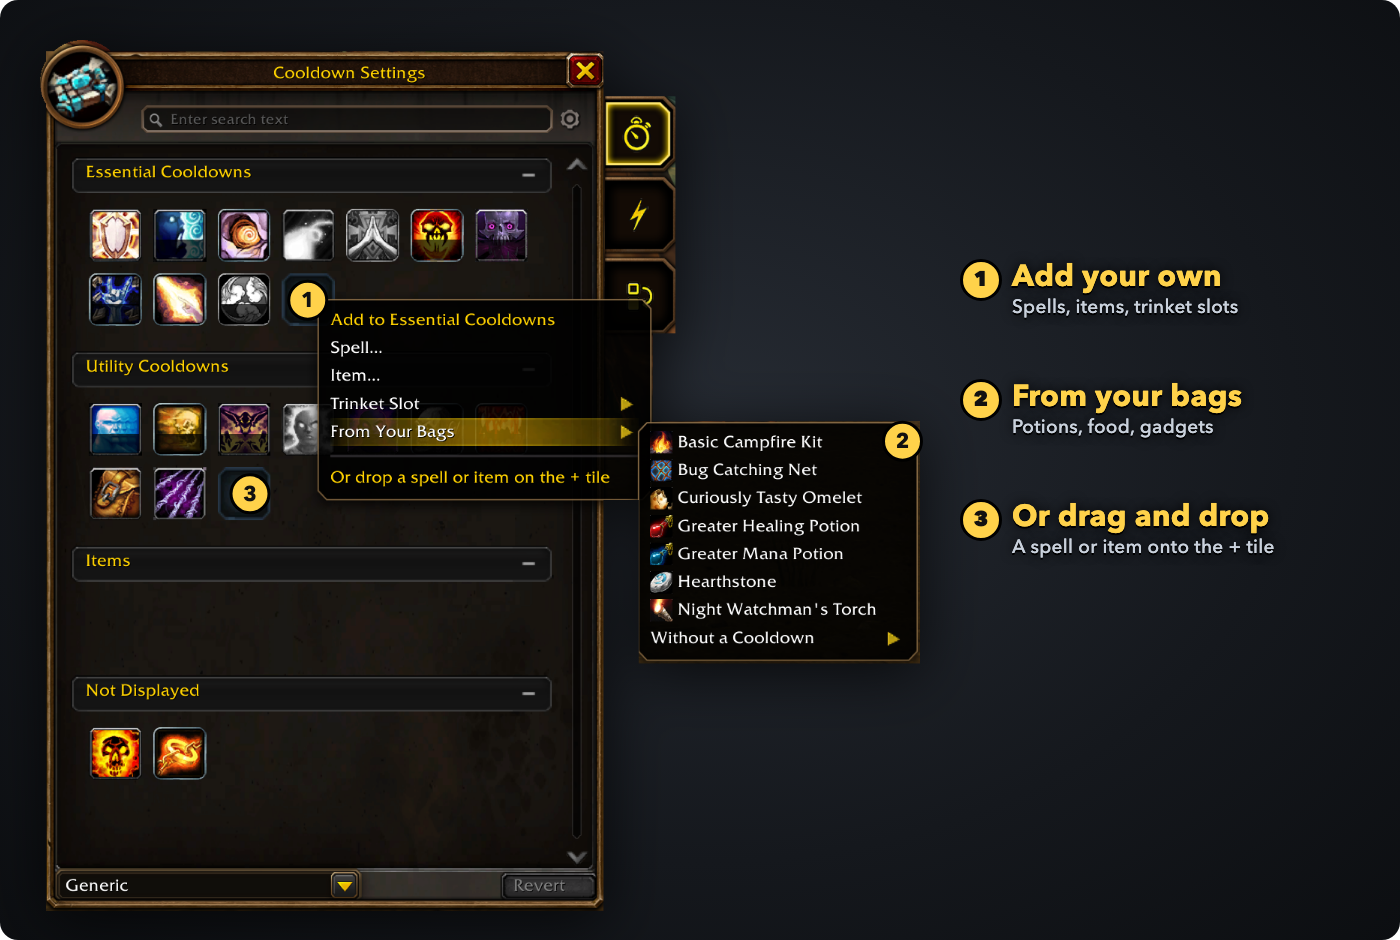 Cooldown Settings
Enter search text
Essential Cooldowns
1
Add to Essential Cooldowns
Spell...
Item...
Trinket Slot
From Your Bags
Or drop a spell or item on the + tile
Utility Cooldowns
3
2
Basic Campfire Kit
Bug Catching Net
Curiously Tasty Omelet
Greater Healing Potion
Greater Mana Potion
Hearthstone
Night Watchman's Torch
Without a Cooldown
Items
Not Displayed
Generic
Revert
1 Add your own
Spells, items, trinket slots
2 From your bags
Potions, food, gadgets
3 Or drag and drop
A spell or item onto the + tile